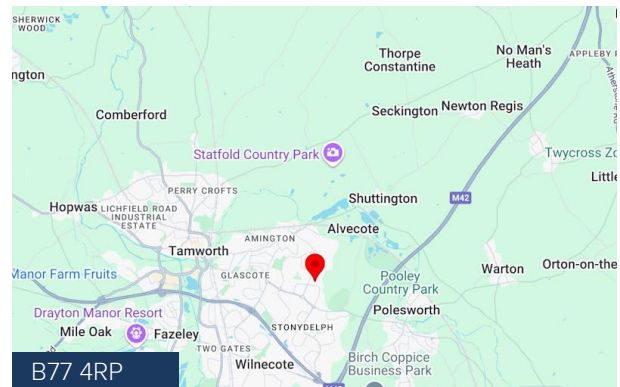 SHERWICK
WOOD
ngton
Thorpe
Constantine
No Man's
Heath
APPLEBY
Comberford
Seckington
Newton Regis
Statfold Country Park
Twycross Zo
Little
PERRY CROFTS
Shuttington
M42
Hopwas
LICHFIELD ROAD
INDUSTRIAL
ESTATE
AMINGTON
Alvecote
Tamworth
Manor Farm Fruits
GLASCOTE
Pooley
Country Park
Warton
Orton-on-the
Drayton Manor Resort
Polesworth
Mile Oak
Fazeley
STONYDELPH
TWO GATES
Wilnecote
Birch Coppice
Business Park
B77 4RP